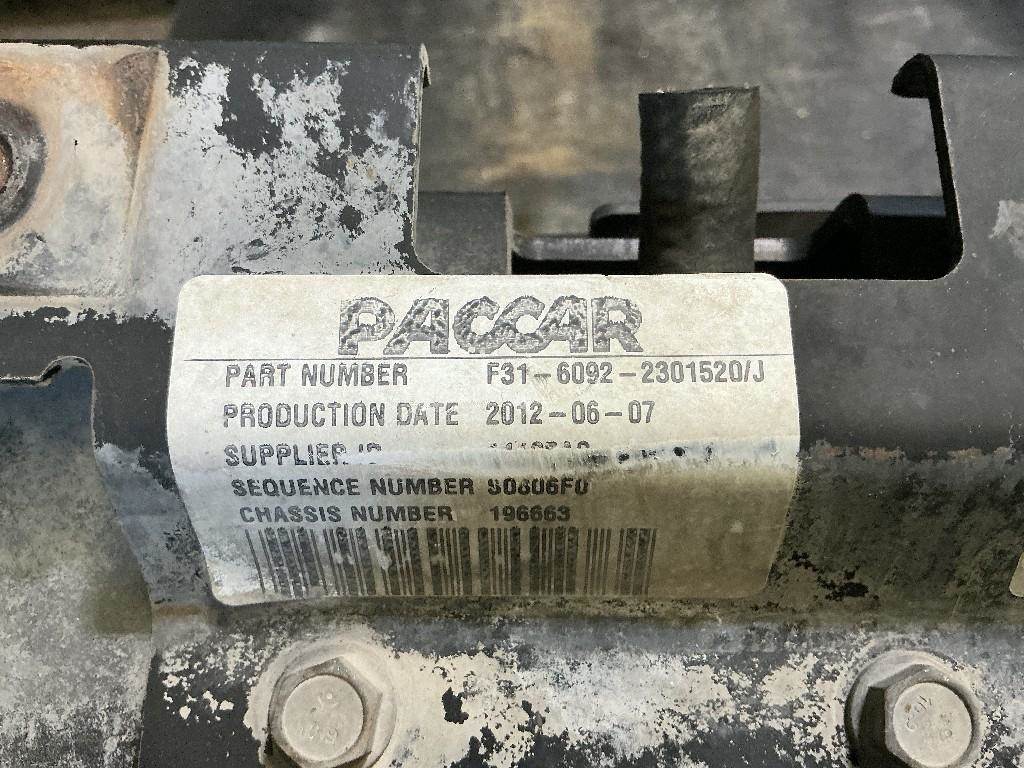 PACCAR
PART NUMBER F31-6092-2301520/J
PRODUCTION DATE 2012-06-07
SUPPLIER
SEQUENCE NUMBER
CHASSIS NUMBER 196663